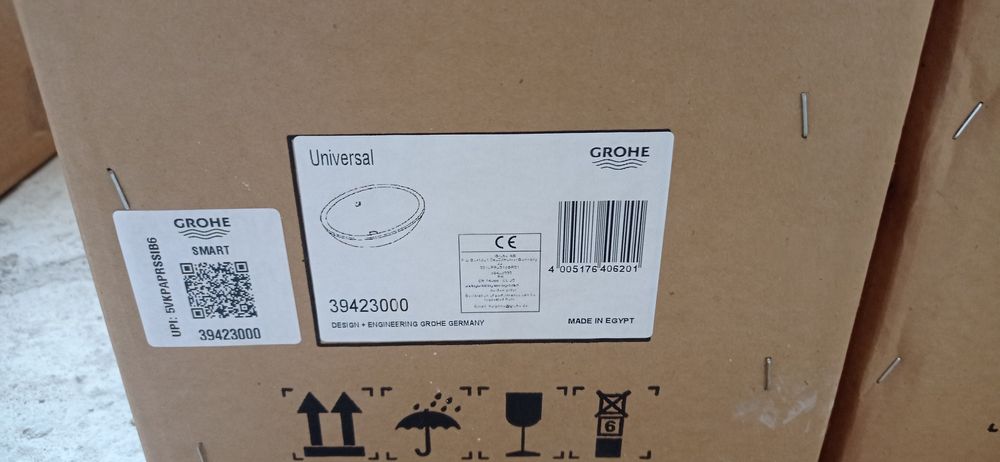 Universal
GROHE
CE
4 005176 406201
39423000
DESIGN + ENGINEERING GROHE GERMANY
MADE IN EGYPT
GROHE
SMART
UPI: 5VKPAPRSSIB6
39423000
6